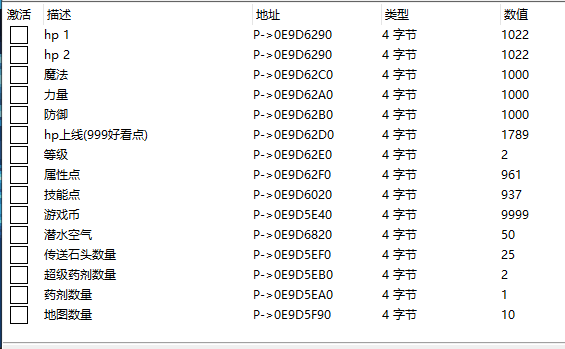 激活 描述 地址 类型 数值
hp 1 P->0E9D6290 4 字节 1022
hp 2 P->0E9D6290 4 字节 1022
魔法 P->0E9D62C0 4 字节 1000
力量 P->0E9D62A0 4 字节 1000
防御 P->0E9D62B0 4 字节 1000
hp上线(999好看点) P->0E9D62D0 4 字节 1789
等级 P->0E9D62E0 4 字节 2
属性点 P->0E9D62F0 4 字节 961
技能点 P->0E9D6020 4 字节 937
游戏币 P->0E9D5E40 4 字节 9999
潜水空气 P->0E9D6820 4 字节 50
传送石头数量 P->0E9D5EF0 4 字节 25
超级药剂数量 P->0E9D5EB0 4 字节 2
药剂数量 P->0E9D5EA0 4 字节 1
地图数量 P->0E9D5F90 4 字节 10